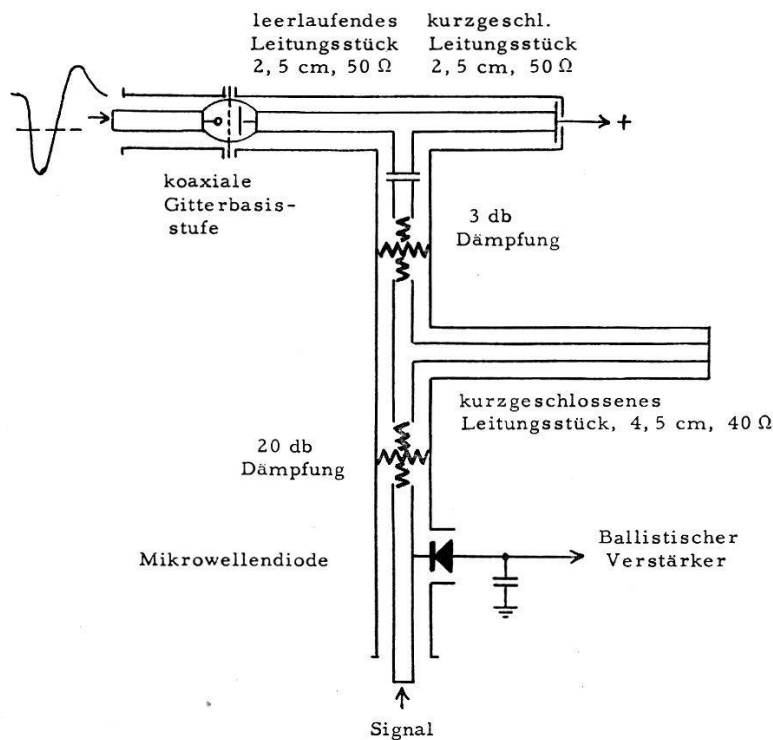 leerlaufendes
Leitungsstück
2,5 cm, 50 Ω
kurzgeschl.
Leitungsstück
2,5 cm, 50 Ω
+
koaxiale
Gitterbasis-
stufe
3 db
Dämpfung
kurzgeschlossenes
Leitungsstück, 4,5 cm, 40 Ω
20 db
Dämpfung
Mikrowellendiode
Ballistischer
Verstärker
Signal